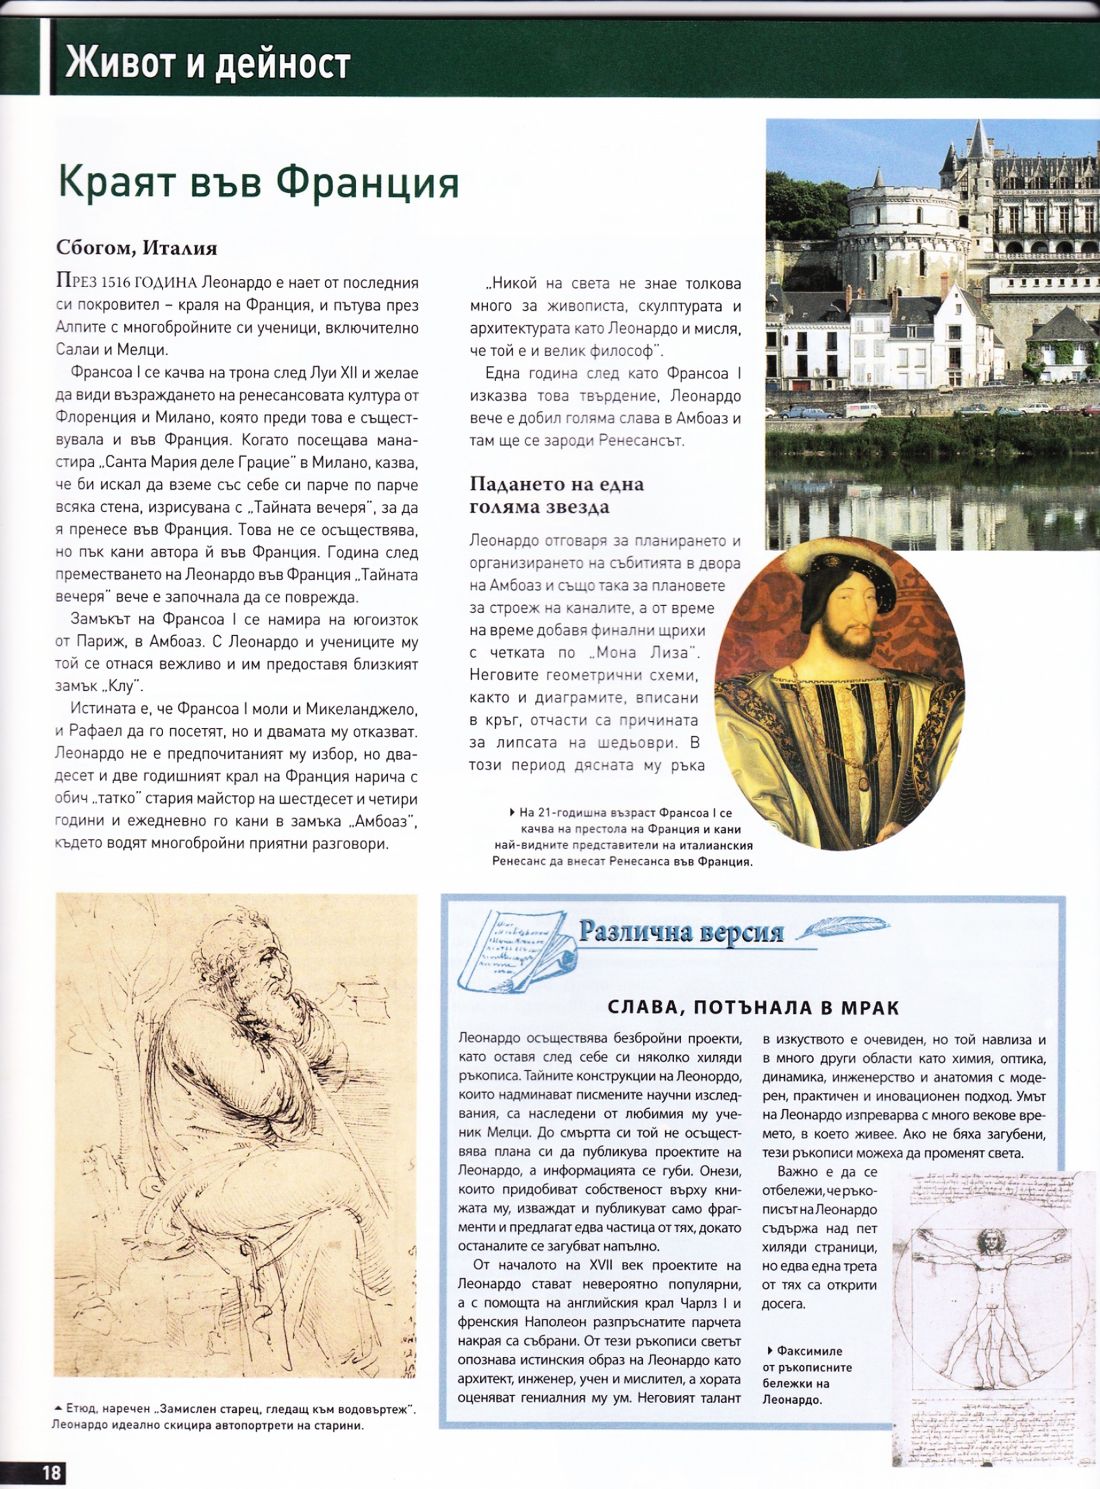 Живот и дейност
Краят във Франция
Сбогом, Италия
През 1516 година Леонардо е нает от последния
си покровител – краля на Франция, и пътува през
Алпите с многобройните си ученици, включително
Салаи и Мелци.
Франсоа I се качва на трона след Луи XII и желае
да види възраждането на ренесансовата култура от
Флоренция и Милано, която преди това е същест-
вувала и във Франция. Когато посещава мана-
стира „Санта Мария деле Грацие" в Милано, казва,
че би искал да вземе със себе си парче по парче
всяка стена, изрисувана с „Тайната вечеря", за да
я пренесе във Франция. Това не се осъществява,
но пък кани автора й във Франция. Година след
преместването на Леонардо във Франция „Тайната
вечеря" вече е започнала да се поврежда.
Замъкът на Франсоа I се намира на югоизток
от Париж, в Амбоаз. С Леонардо и учениците му
той се отнася вежливо и им предоставя близкият
замък „Клу".
Истината е, че Франсоа I моли и Микеланджело,
и Рафаел да го посетят, но и двамата му отказват.
Леонардо не е предпочитаният му избор, но два-
десет и две годишният крал на Франция нарича с
обич „татко" стария майстор на шестдесет и четири
години и ежедневно го кани в замъка „Амбоаз",
където водят многобройни приятни разговори.
„Никой на света не знае толкова
много за живописта, скулптурата и
архитектурата като Леонардо и мисля,
че той е и велик философ".
Една година след като Франсоа I
изказва това твърдение, Леонардо
вече е добил голяма слава в Амбоаз и
там ще се зароди Ренесансът.
Падането на една
голяма звезда
Леонардо отговаря за планирането и
организирането на събитията в двора
на Амбоаз и също така за плановете
за строеж на каналите, а от време
на време добавя финални щрихи
с четката по „Мона Лиза".
Неговите геометрични схеми,
както и диаграмите, вписани
в кръг, отчасти са причината
за липсата на шедьоври. В
този период дясната му ръка
На 21-годишна възраст Франсоа I се
качва на престола на Франция и кани
най-видните представители на италианския
Ренесанс да внесат Ренесанса във Франция.
Етюд, наречен „Замислен старец, гледащ към водовъртеж".
Леонардо идеално скицира автопортрети на старини.
Различна версия
СЛАВА, ПОТЪНАЛА В МРАК
Леонардо осъществява безбройни проекти,
като оставя след себе си няколко хиляди
ръкописа. Тайните конструкции на Леонордо,
които надминават писмените научни изслед-
вания, са наследени от любимия му уче-
ник Мелци. До смъртта си той не осъщест-
вява плана си да публикува проектите на
Леонардо, а информацията се губи. Онези,
които придобиват собственост върху кни-
жата му, изваждат и публикуват само фраг-
менти и предлагат едва частица от тях, докато
останалите се загубват напълно.
От началото на XVII век проектите на
Леонардо стават невероятно популярни,
а с помощта на английския крал Чарлз I и
френския Наполеон разпръснатите парчета
накрая са събрани. От тези ръкописи светът
опознава истинския образ на Леонардо като
архитект, инженер, учен и мислител, а хората
оценяват гениалния му ум. Неговият талант
в изкуството е очевиден, но той навлиза и
в много други области като химия, оптика,
динамика, инженерство и анатомия с моде-
рен, практичен и иновационен подход. Умът
на Леонардо изпреварва с много векове вре-
мето, в което живее. Ако не бяха загубени,
тези ръкописи можеха да променят света.
Важно е да се
отбележи, че ръко-
писът на Леонардо
съдържа над пет
хиляди страници,
но едва една трета
от тях са открити
досега.
Факсимиле
от ръкописните
бележки на
Леонардо.
18